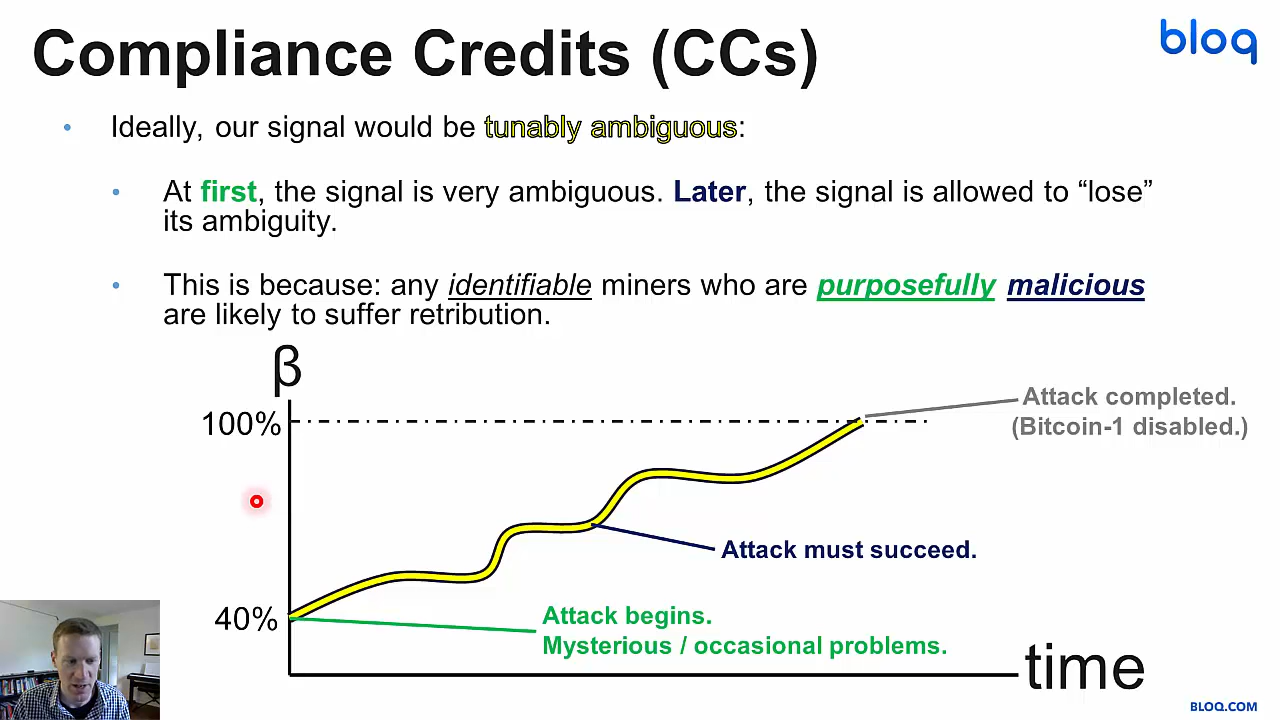 Compliance Credits (CCs)
bloq
• Ideally, our signal would be tunably ambiguous:
• At first, the signal is very ambiguous. Later, the signal is allowed to “lose”
its ambiguity.
• This is because: any identifiable miners who are purposefully malicious
are likely to suffer retribution.
β
100%
Attack completed.
(Bitcoin-1 disabled.)
Attack must succeed.
40%
Attack begins.
Mysterious / occasional problems.
time
BLOQ.COM